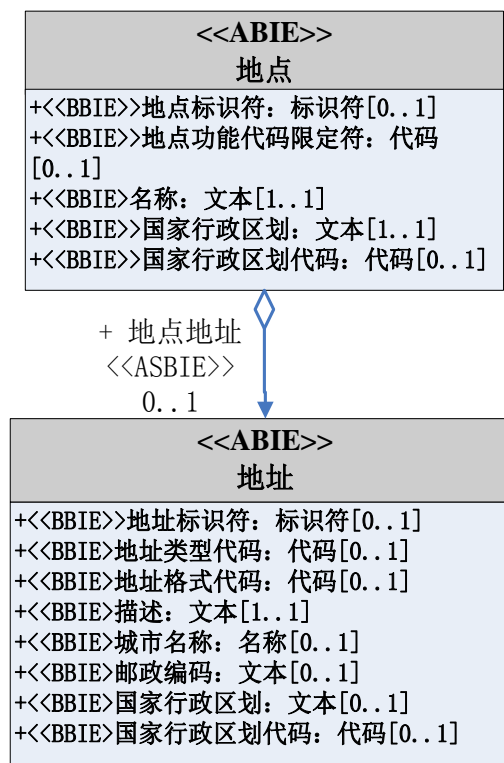 <<ABIE>>
地点
+<<BBIE>>地点标识符：标识符[0..1]
+<<BBIE>>地点功能代码限定符：代码
[0..1]
+<<BBIE>名称：文本[1..1]
+<<BBIE>>国家行政区划：文本[1..1]
+<<BBIE>>国家行政区划代码：代码[0..1]
+ 地点地址
<<ASBIE>>
0..1
<<ABIE>>
地址
+<<BBIE>>地址标识符：标识符[0..1]
+<<BBIE>地址类型代码：代码[0..1]
+<<BBIE>地址格式代码：代码[0..1]
+<<BBIE>描述：文本[1..1]
+<<BBIE>城市名称：名称[0..1]
+<<BBIE>邮政编码：文本[0..1]
+<<BBIE>国家行政区划：文本[0..1]
+<<BBIE>国家行政区划代码：代码[0..1]